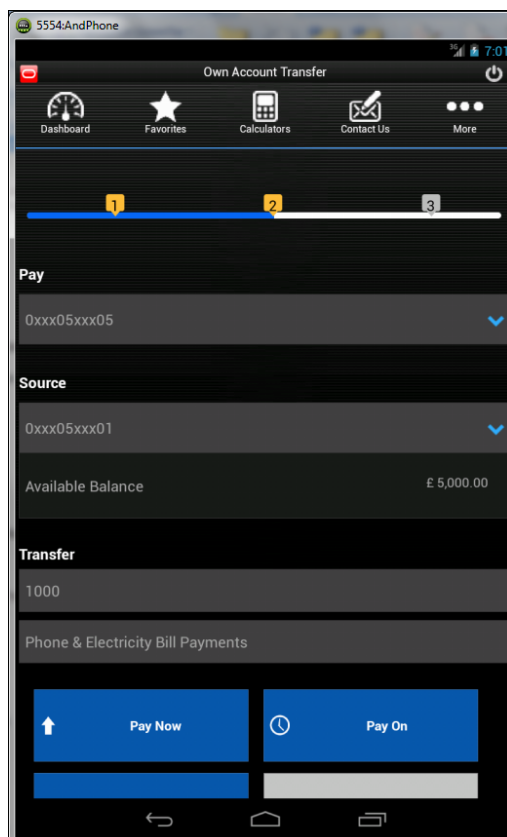 5554:AndPhone
3G 7:01
Own Account Transfer
Dashboard Favorites Calculators Contact Us More
1 2 3
Pay
0xxx05xxx05
Source
0xxx05xxx01
Available Balance £ 5,000.00
Transfer
1000
Phone & Electricity Bill Payments
Pay Now Pay On